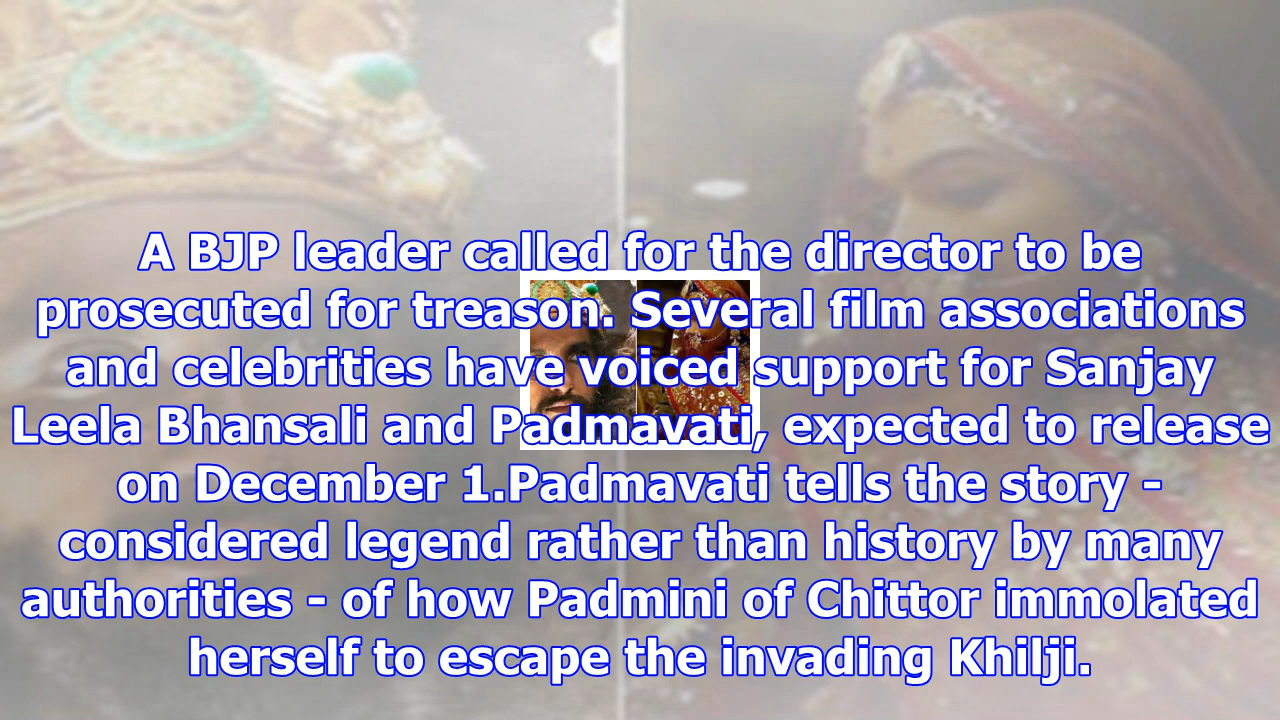 A BJP leader called for the director to be
prosecuted for treason. Several film associations
and celebrities have voiced support for Sanjay
Leela Bhansali and Padmavati, expected to release
on December 1.Padmavati tells the story -
considered legend rather than history by many
authorities - of how Padmini of Chittor immolated
herself to escape the invading Khilji.